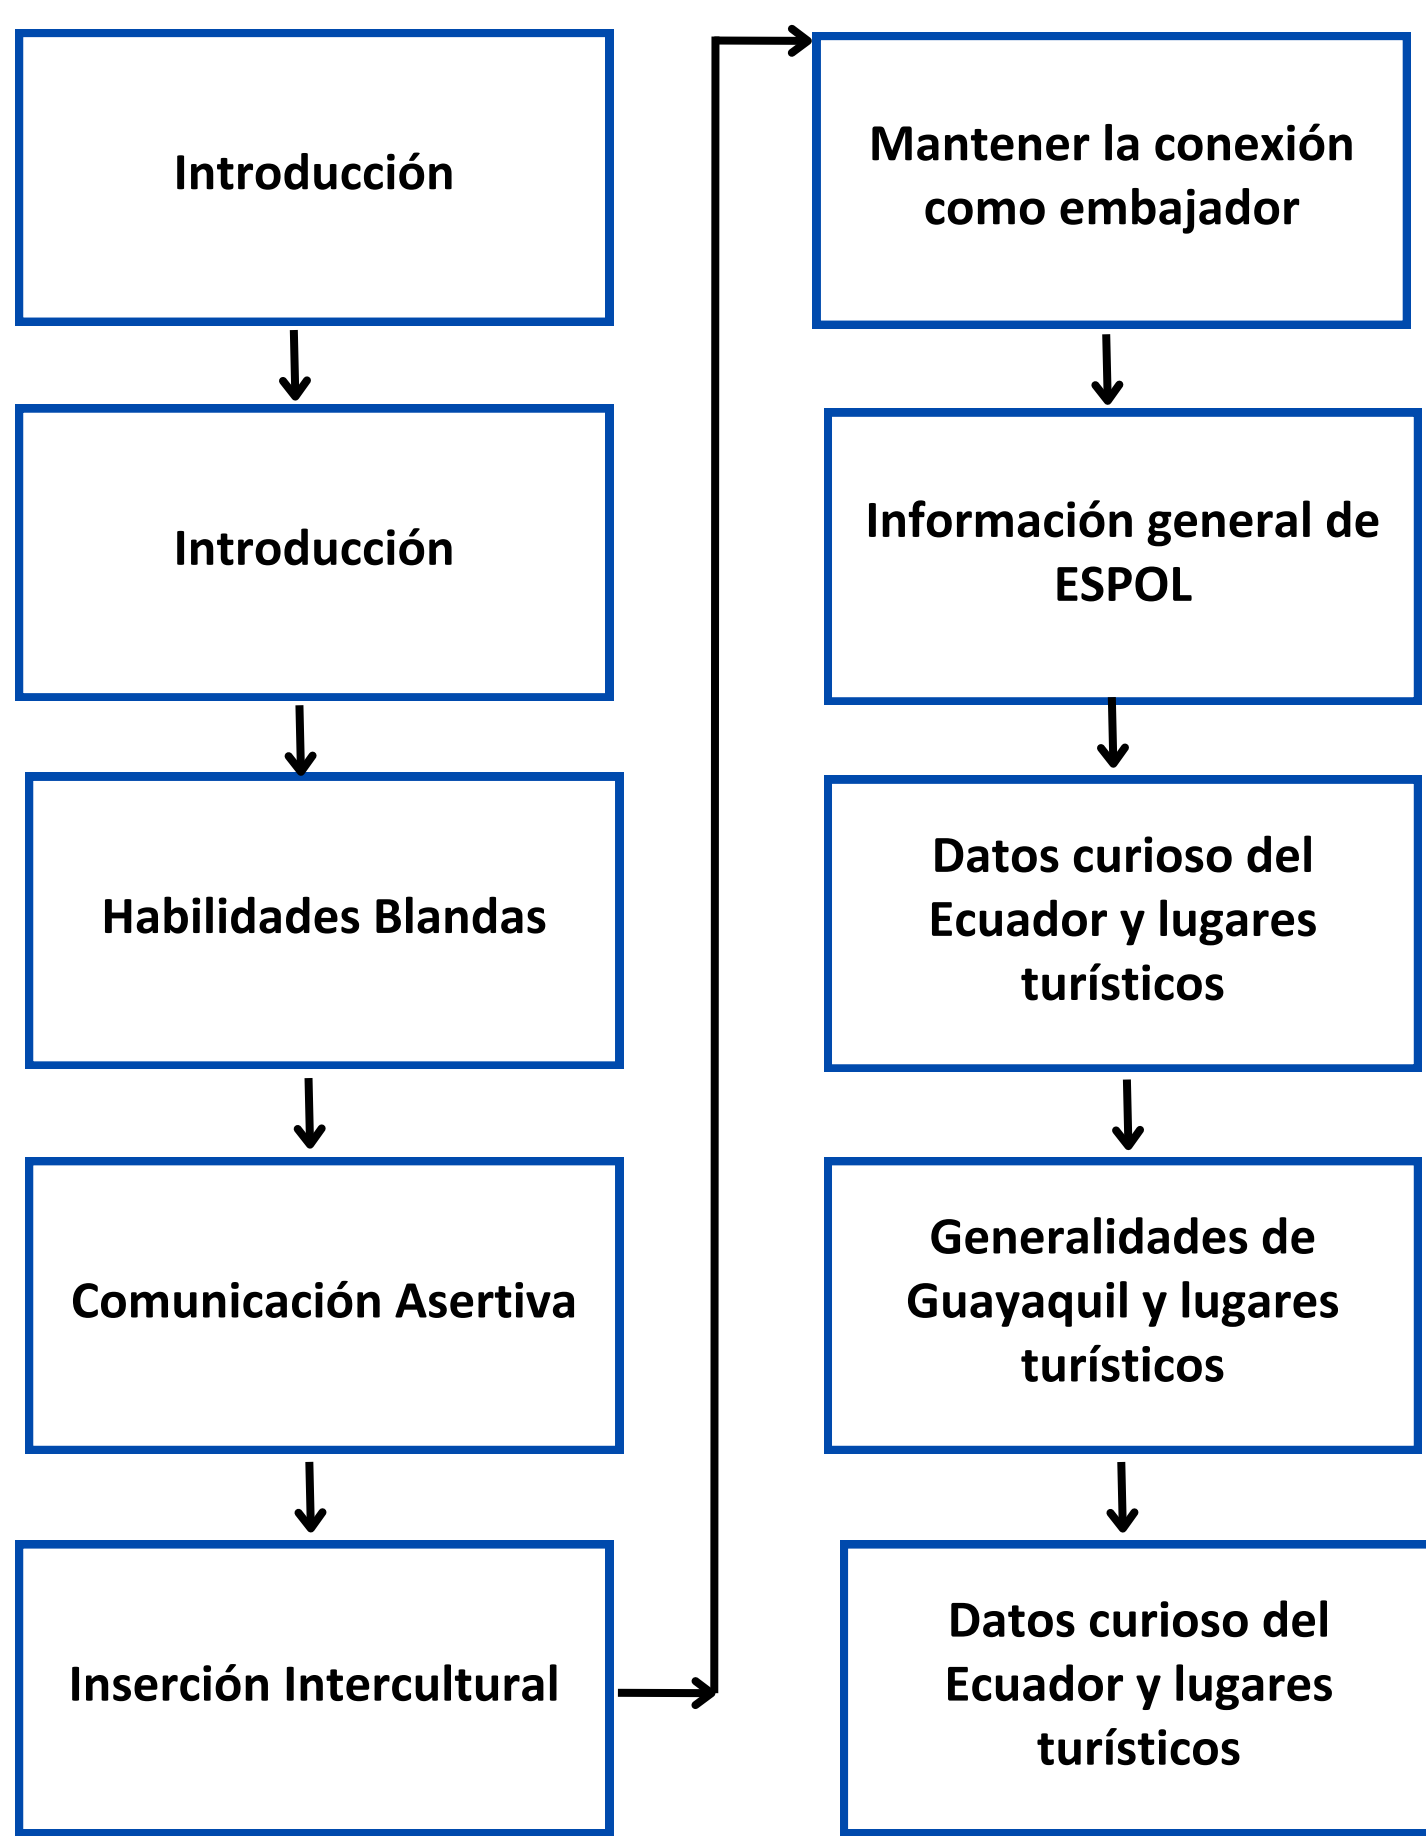 Introducción
Introducción
Habilidades Blandas
Comunicación Asertiva
Inserción Intercultural
Mantener la conexión
como embajador
Información general de
ESPOL
Datos curioso del
Ecuador y lugares
turísticos
Generalidades de
Guayaquil y lugares
turísticos
Datos curioso del
Ecuador y lugares
turísticos